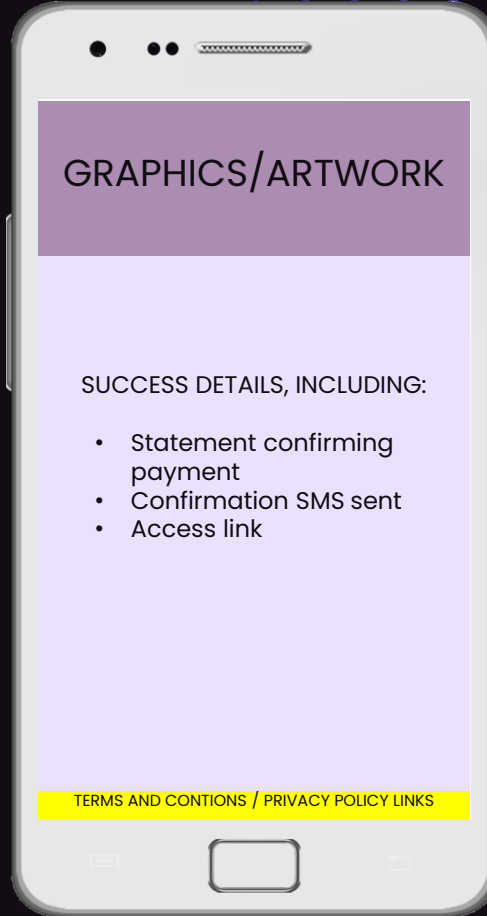 GRAPHICS/ARTWORK
SUCCESS DETAILS, INCLUDING:
• Statement confirming
payment
• Confirmation SMS sent
• Access link
TERMS AND CONTIONS / PRIVACY POLICY LINKS